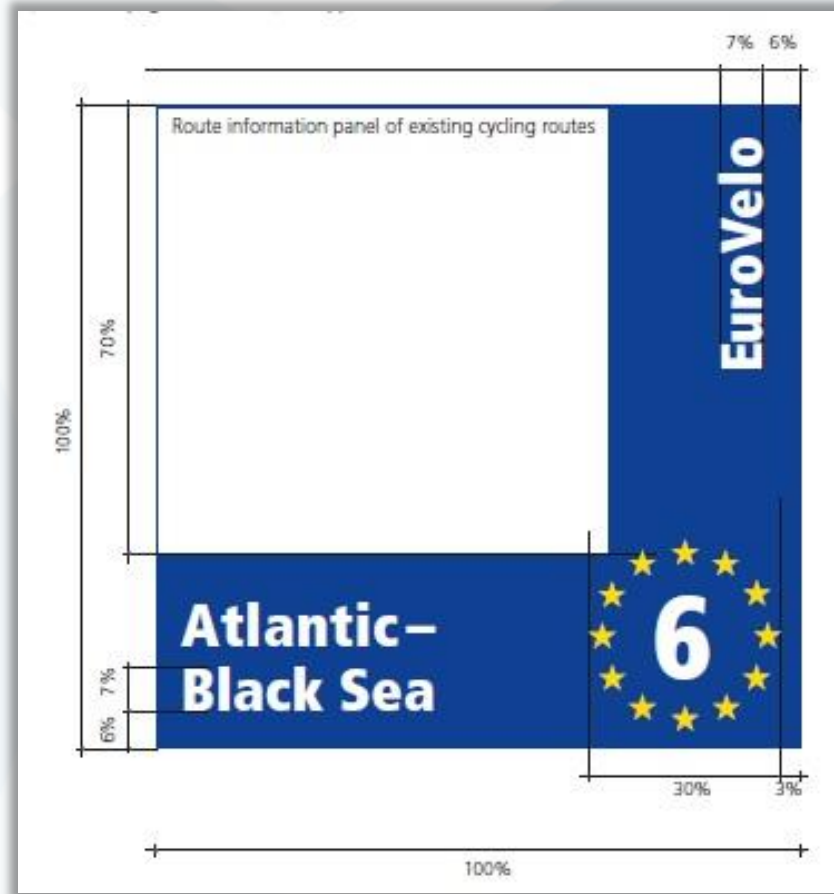 7% 6%
Route information panel of existing cycling routes
EuroVelo
70%
100%
Atlantic–
Black Sea
6
7%
6%
30% 3%
100%